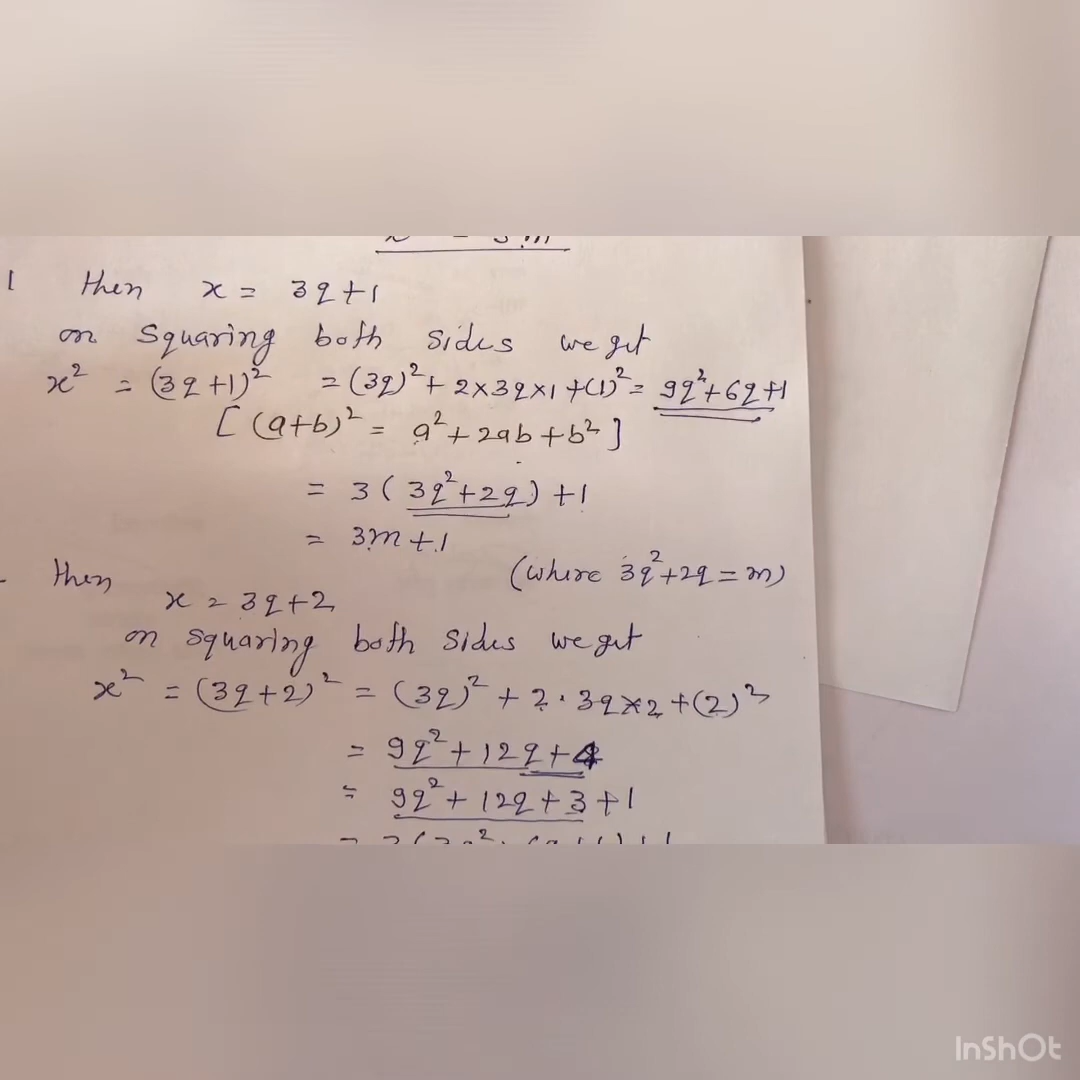 1 then x = 3q+1
on Squaring both sides we get
x² = (3q+1)² = (3q)² + 2×3q×1 +(1)² = 9q²+6q+1
[ (a+b)² = a² + 2ab + b² ]
= 3 ( 3q²+2q ) +1
= 3m+1
(where 3q²+2q = m)
then
x = 3q+2
on squaring both sides we get
x² = (3q+2)² = (3q)² + 2·3q×2+(2)²
= 9q² + 12q+4
= 9q² + 12q+3+1
InShOt